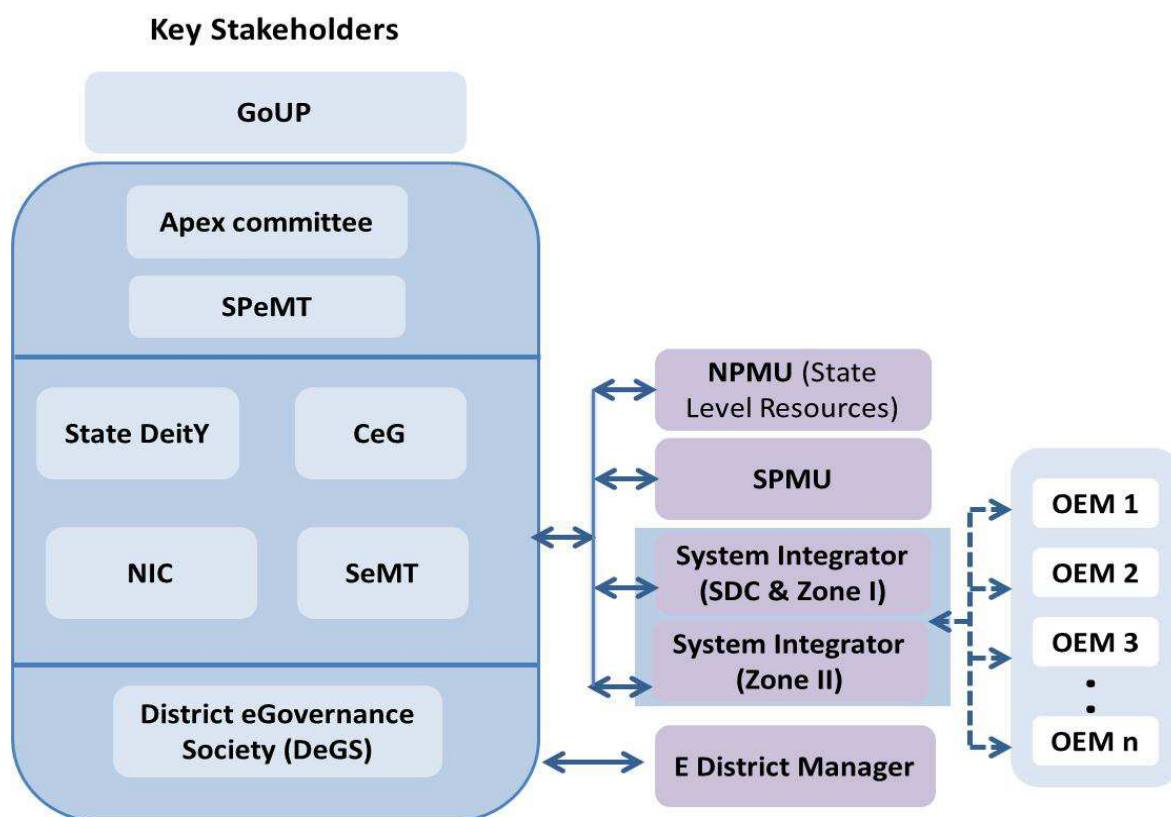 Key Stakeholders
GoUP
Apex committee
SPeMT
State DeitY
CeG
NIC
SeMT
District eGovernance
Society (DeGS)
NPMU (State
Level Resources)
SPMU
System Integrator
(SDC & Zone I)
System Integrator
(Zone II)
E District Manager
OEM 1
OEM 2
OEM 3
OEM n